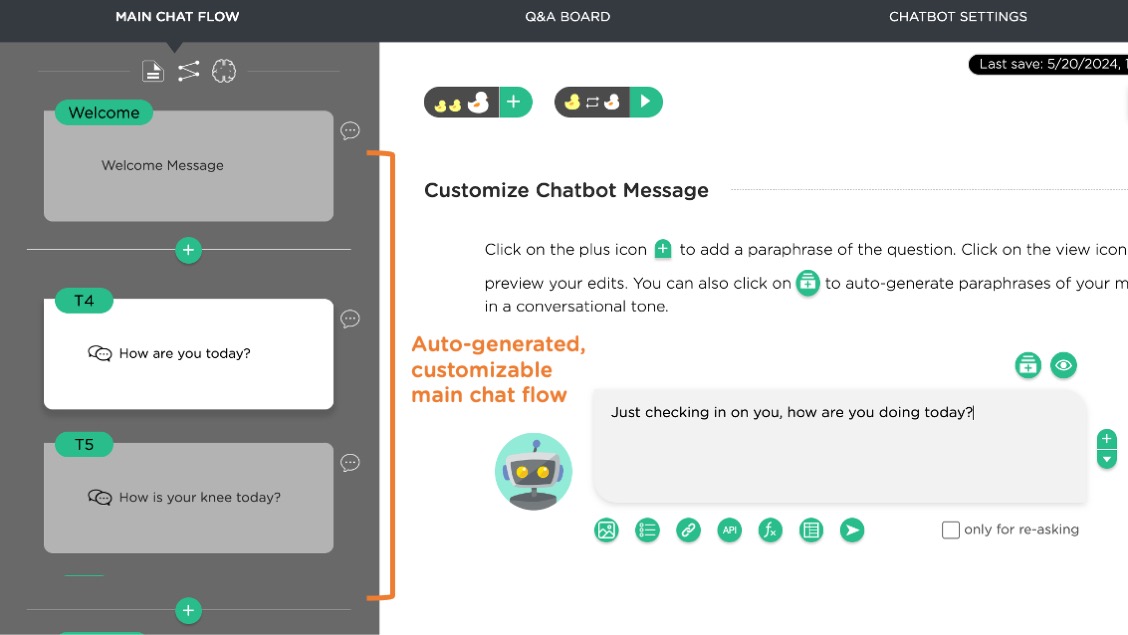 MAIN CHAT FLOW
Q&A BOARD
CHATBOT SETTINGS
Last save: 5/20/2024,
Welcome
Welcome Message
T4
How are you today?
T5
How is your knee today?
Auto-generated,
customizable
main chat flow
Customize Chatbot Message
Click on the plus icon to add a paraphrase of the question. Click on the view icon
preview your edits. You can also click on to auto-generate paraphrases of your
in a conversational tone.
Just checking in on you, how are you doing today?
API
fx
only for re-asking